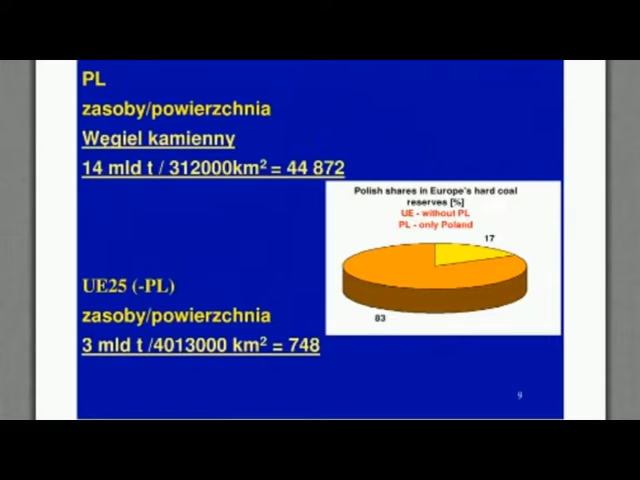 PL
zasoby/powierzchnia
Węgiel kamienny
14 mld t / 312000km² = 44 872
Polish shares in Europe's hard coal
reserves [%]
UE - without PL
PL - only Poland
17
83
UE25 (-PL)
zasoby/powierzchnia
3 mld t /4013000 km² = 748
9